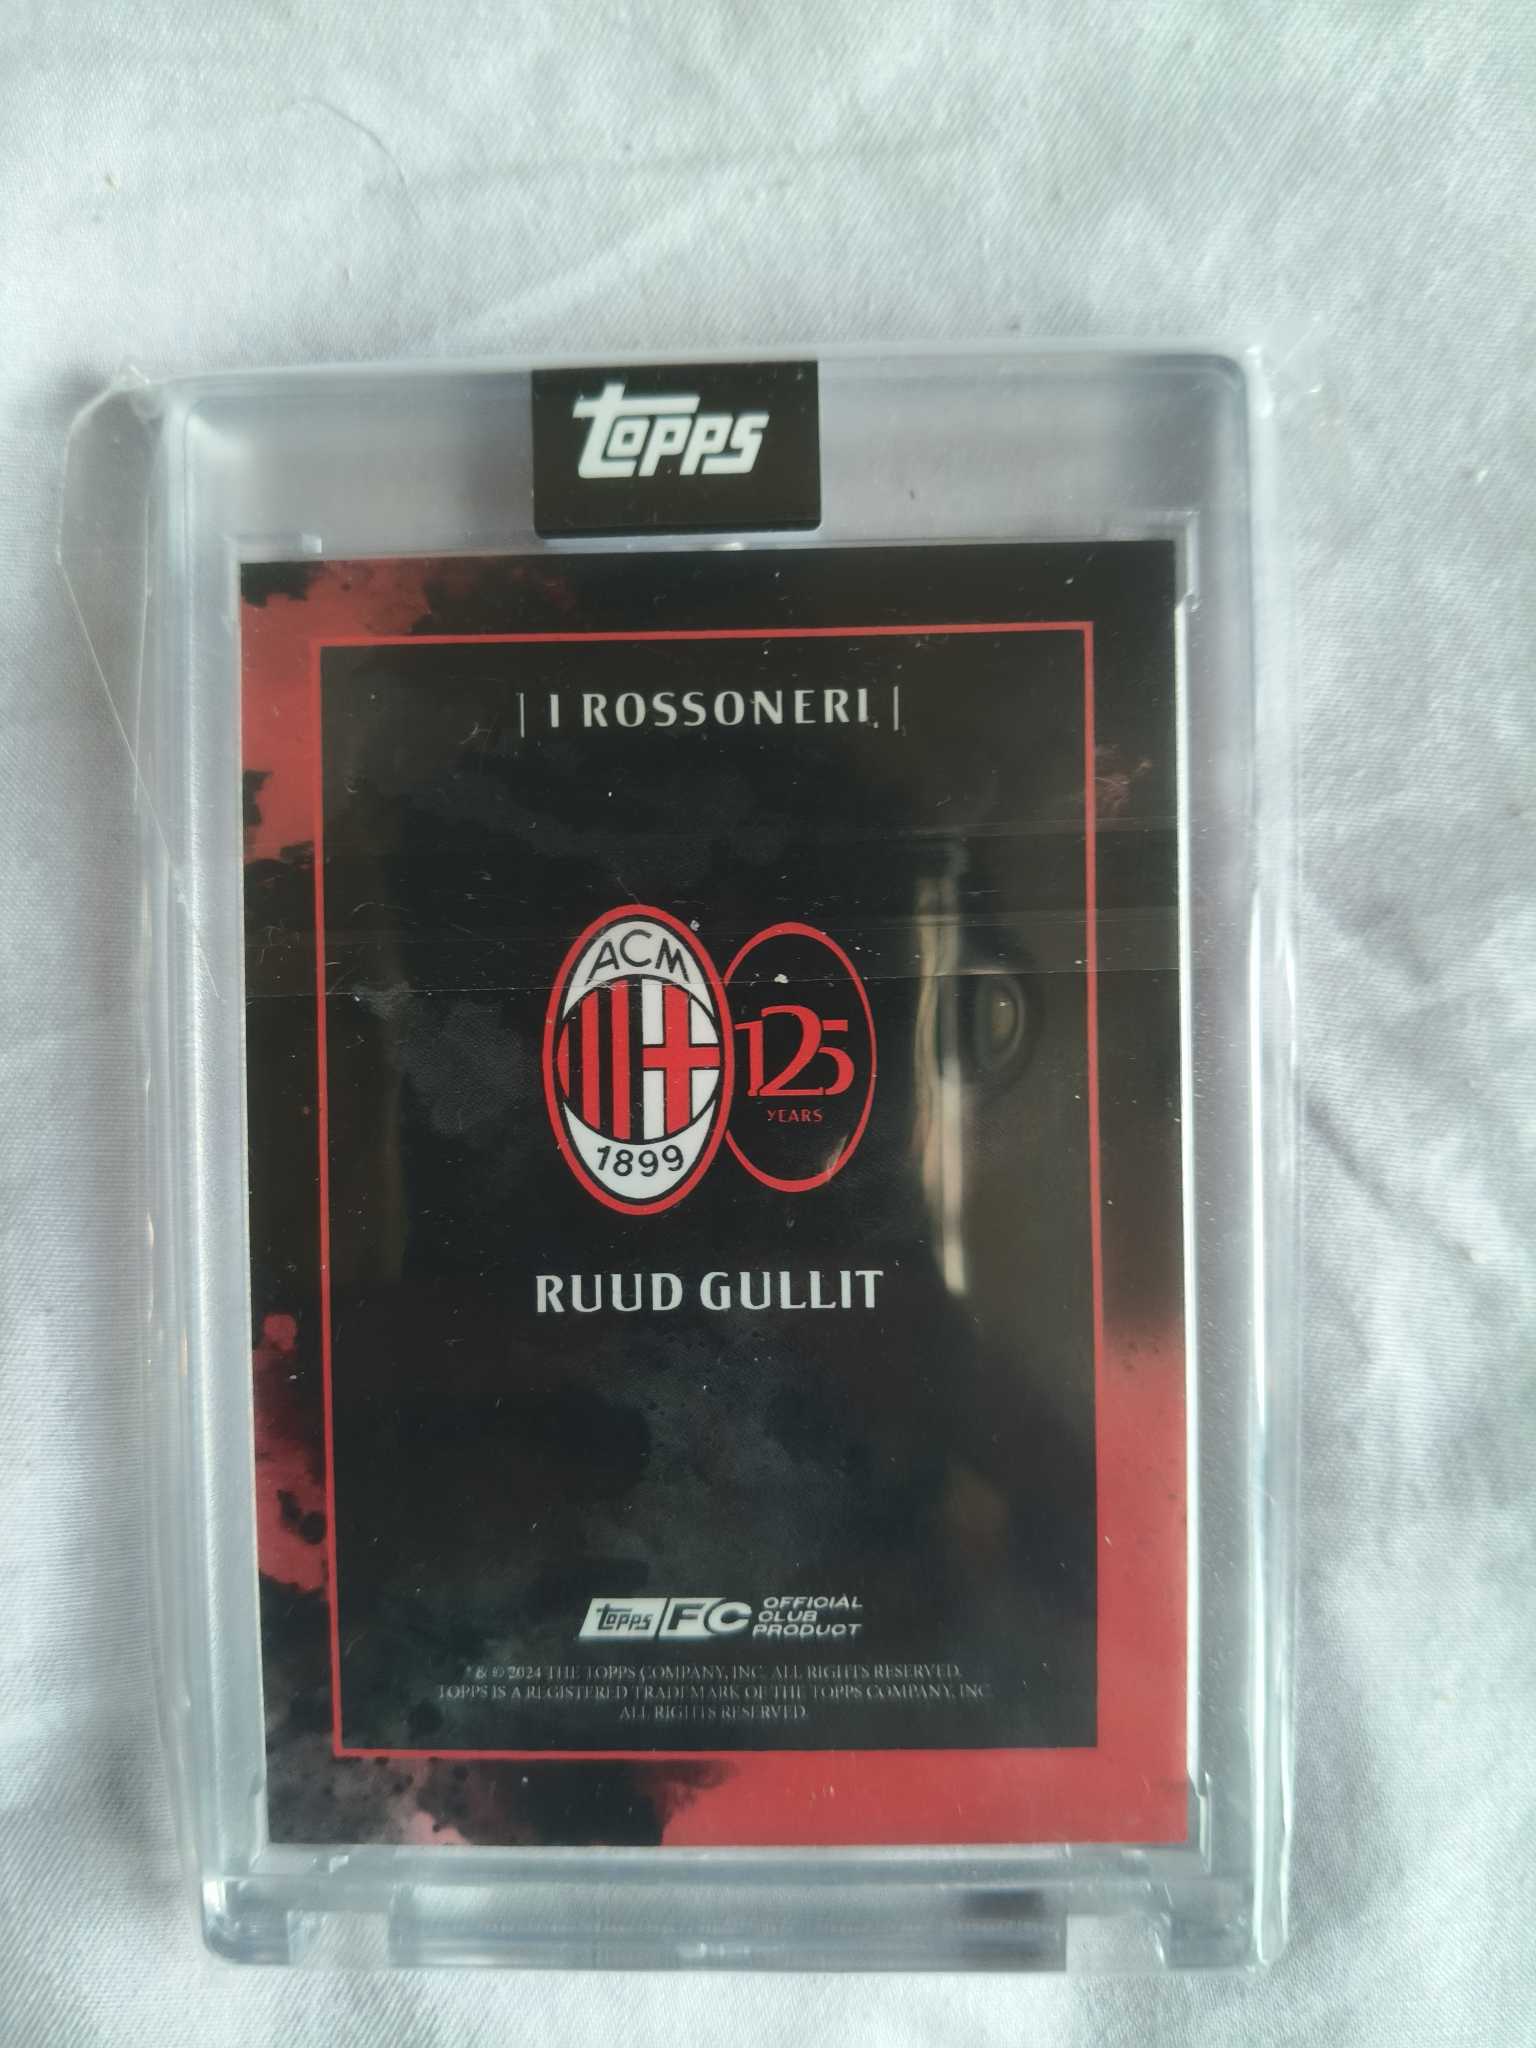 Topps
| I ROSSONERI |
ACM
125
YEARS
1899
RUUD GULLIT
Topps FC OFFICIAL
CLUB
PRODUCT
® & © 2024 THE TOPPS COMPANY, INC. ALL RIGHTS RESERVED.
TOPPS IS A REGISTERED TRADEMARK OF THE TOPPS COMPANY, INC.
ALL RIGHTS RESERVED.